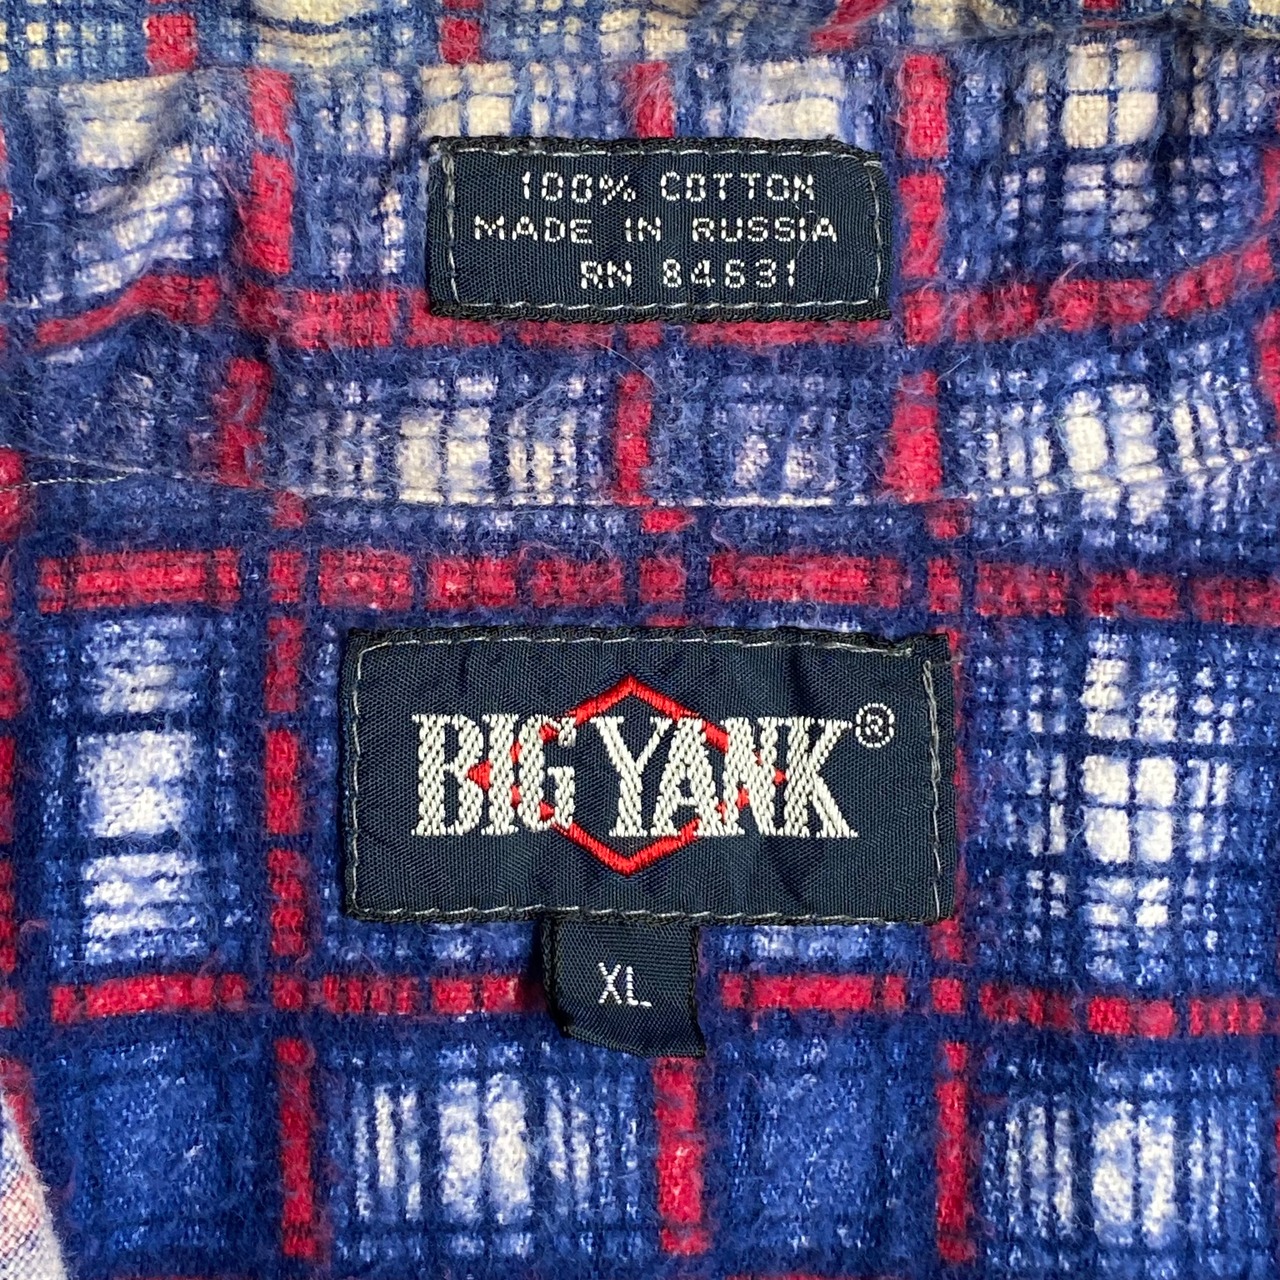 100% COTTON
MADE IN RUSSIA
RN 84631
BIG YANK®
XL